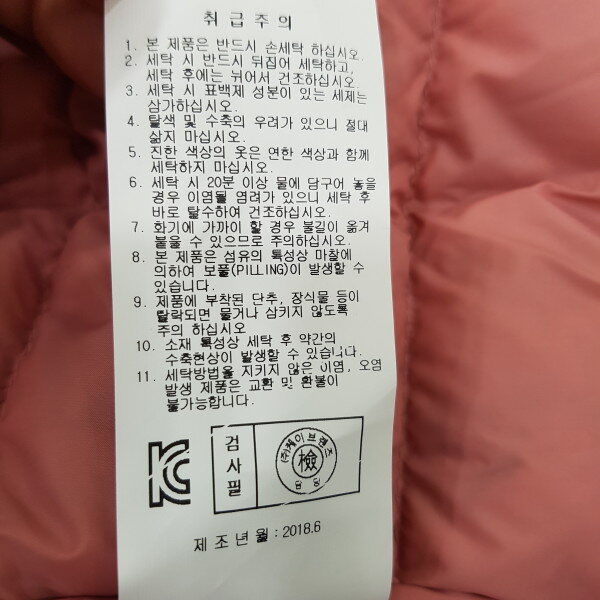 취급주의
1. 본 제품은 반드시 손세탁 하십시오.
2. 세탁 시 반드시 뒤집어 세탁하고,
세탁 후에는 뉘어서 건조하십시오.
3. 세탁 시 표백제 성분이 있는 세제는
삼가하십시오.
4. 탈색 및 수축의 우려가 있으니 절대
삶지 마십시오.
5. 진한 색상의 옷은 연한 색상과 함께
세탁하지 마십시오.
6. 세탁 시 20분 이상 물에 담구어 놓을
경우 이염될 염려가 있으니 세탁 후
바로 탈수하여 건조하십시오.
7. 화기에 가까이 할 경우 불길이 옮겨
붙을 수 있으므로 주의하십시오.
8. 본 제품은 섬유의 특성상 마찰에
의하여 보풀(PILLING)이 발생할 수
있습니다.
9. 제품에 부착된 단추, 장식물 등이
탈락되면 물거나 삼키지 않도록
주의 하십시오
10. 소재 특성상 세탁 후 약간의
수축현상이 발생할 수 있습니다.
11. 세탁방법을 지키지 않은 이염, 오염
발생 제품은 교환 및 환불이
불가능합니다.
KC
검사필
(주)제이브랜즈
檢
담당
제조년월:2018.6